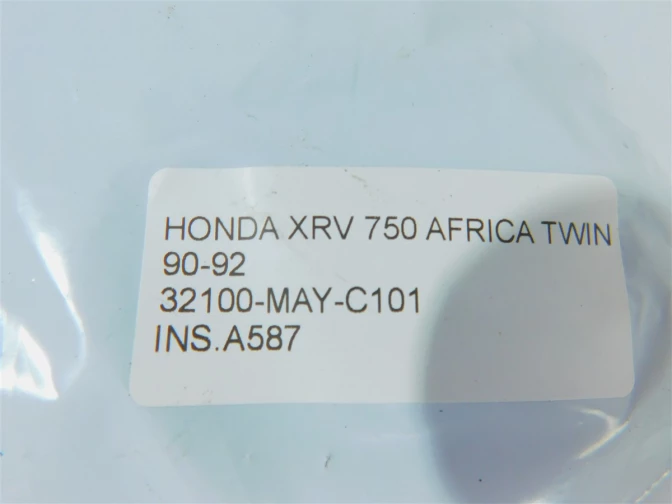 HONDA XRV 750 AFRICA TWIN
90-92
32100-MAY-C101
INS.A587